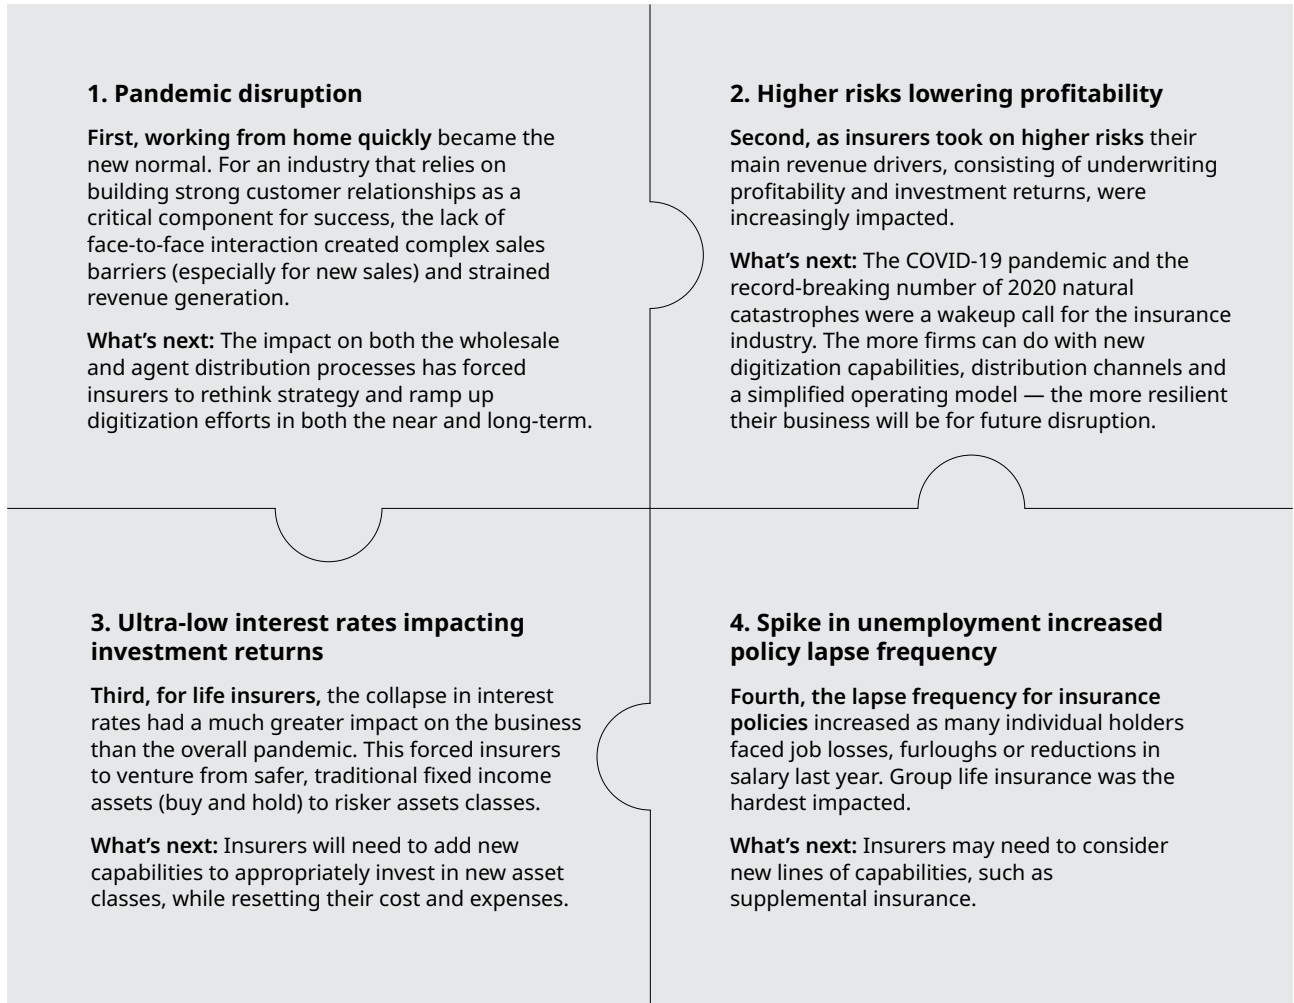 1. Pandemic disruption
First, working from home quickly became the
new normal. For an industry that relies on
building strong customer relationships as a
critical component for success, the lack of
face-to-face interaction created complex sales
barriers (especially for new sales) and strained
revenue generation.
What’s next: The impact on both the wholesale
and agent distribution processes has forced
insurers to rethink strategy and ramp up
digitization efforts in both the near and long-term.
2. Higher risks lowering profitability
Second, as insurers took on higher risks their
main revenue drivers, consisting of underwriting
profitability and investment returns, were
increasingly impacted.
What’s next: The COVID-19 pandemic and the
record-breaking number of 2020 natural
catastrophes were a wakeup call for the insurance
industry. The more firms can do with new
digitization capabilities, distribution channels and
a simplified operating model — the more resilient
their business will be for future disruption.
3. Ultra-low interest rates impacting
investment returns
Third, for life insurers, the collapse in interest
rates had a much greater impact on the business
than the overall pandemic. This forced insurers
to venture from safer, traditional fixed income
assets (buy and hold) to risker assets classes.
What’s next: Insurers will need to add new
capabilities to appropriately invest in new asset
classes, while resetting their cost and expenses.
4. Spike in unemployment increased
policy lapse frequency
Fourth, the lapse frequency for insurance
policies increased as many individual holders
faced job losses, furloughs or reductions in
salary last year. Group life insurance was the
hardest impacted.
What’s next: Insurers may need to consider
new lines of capabilities, such as
supplemental insurance.